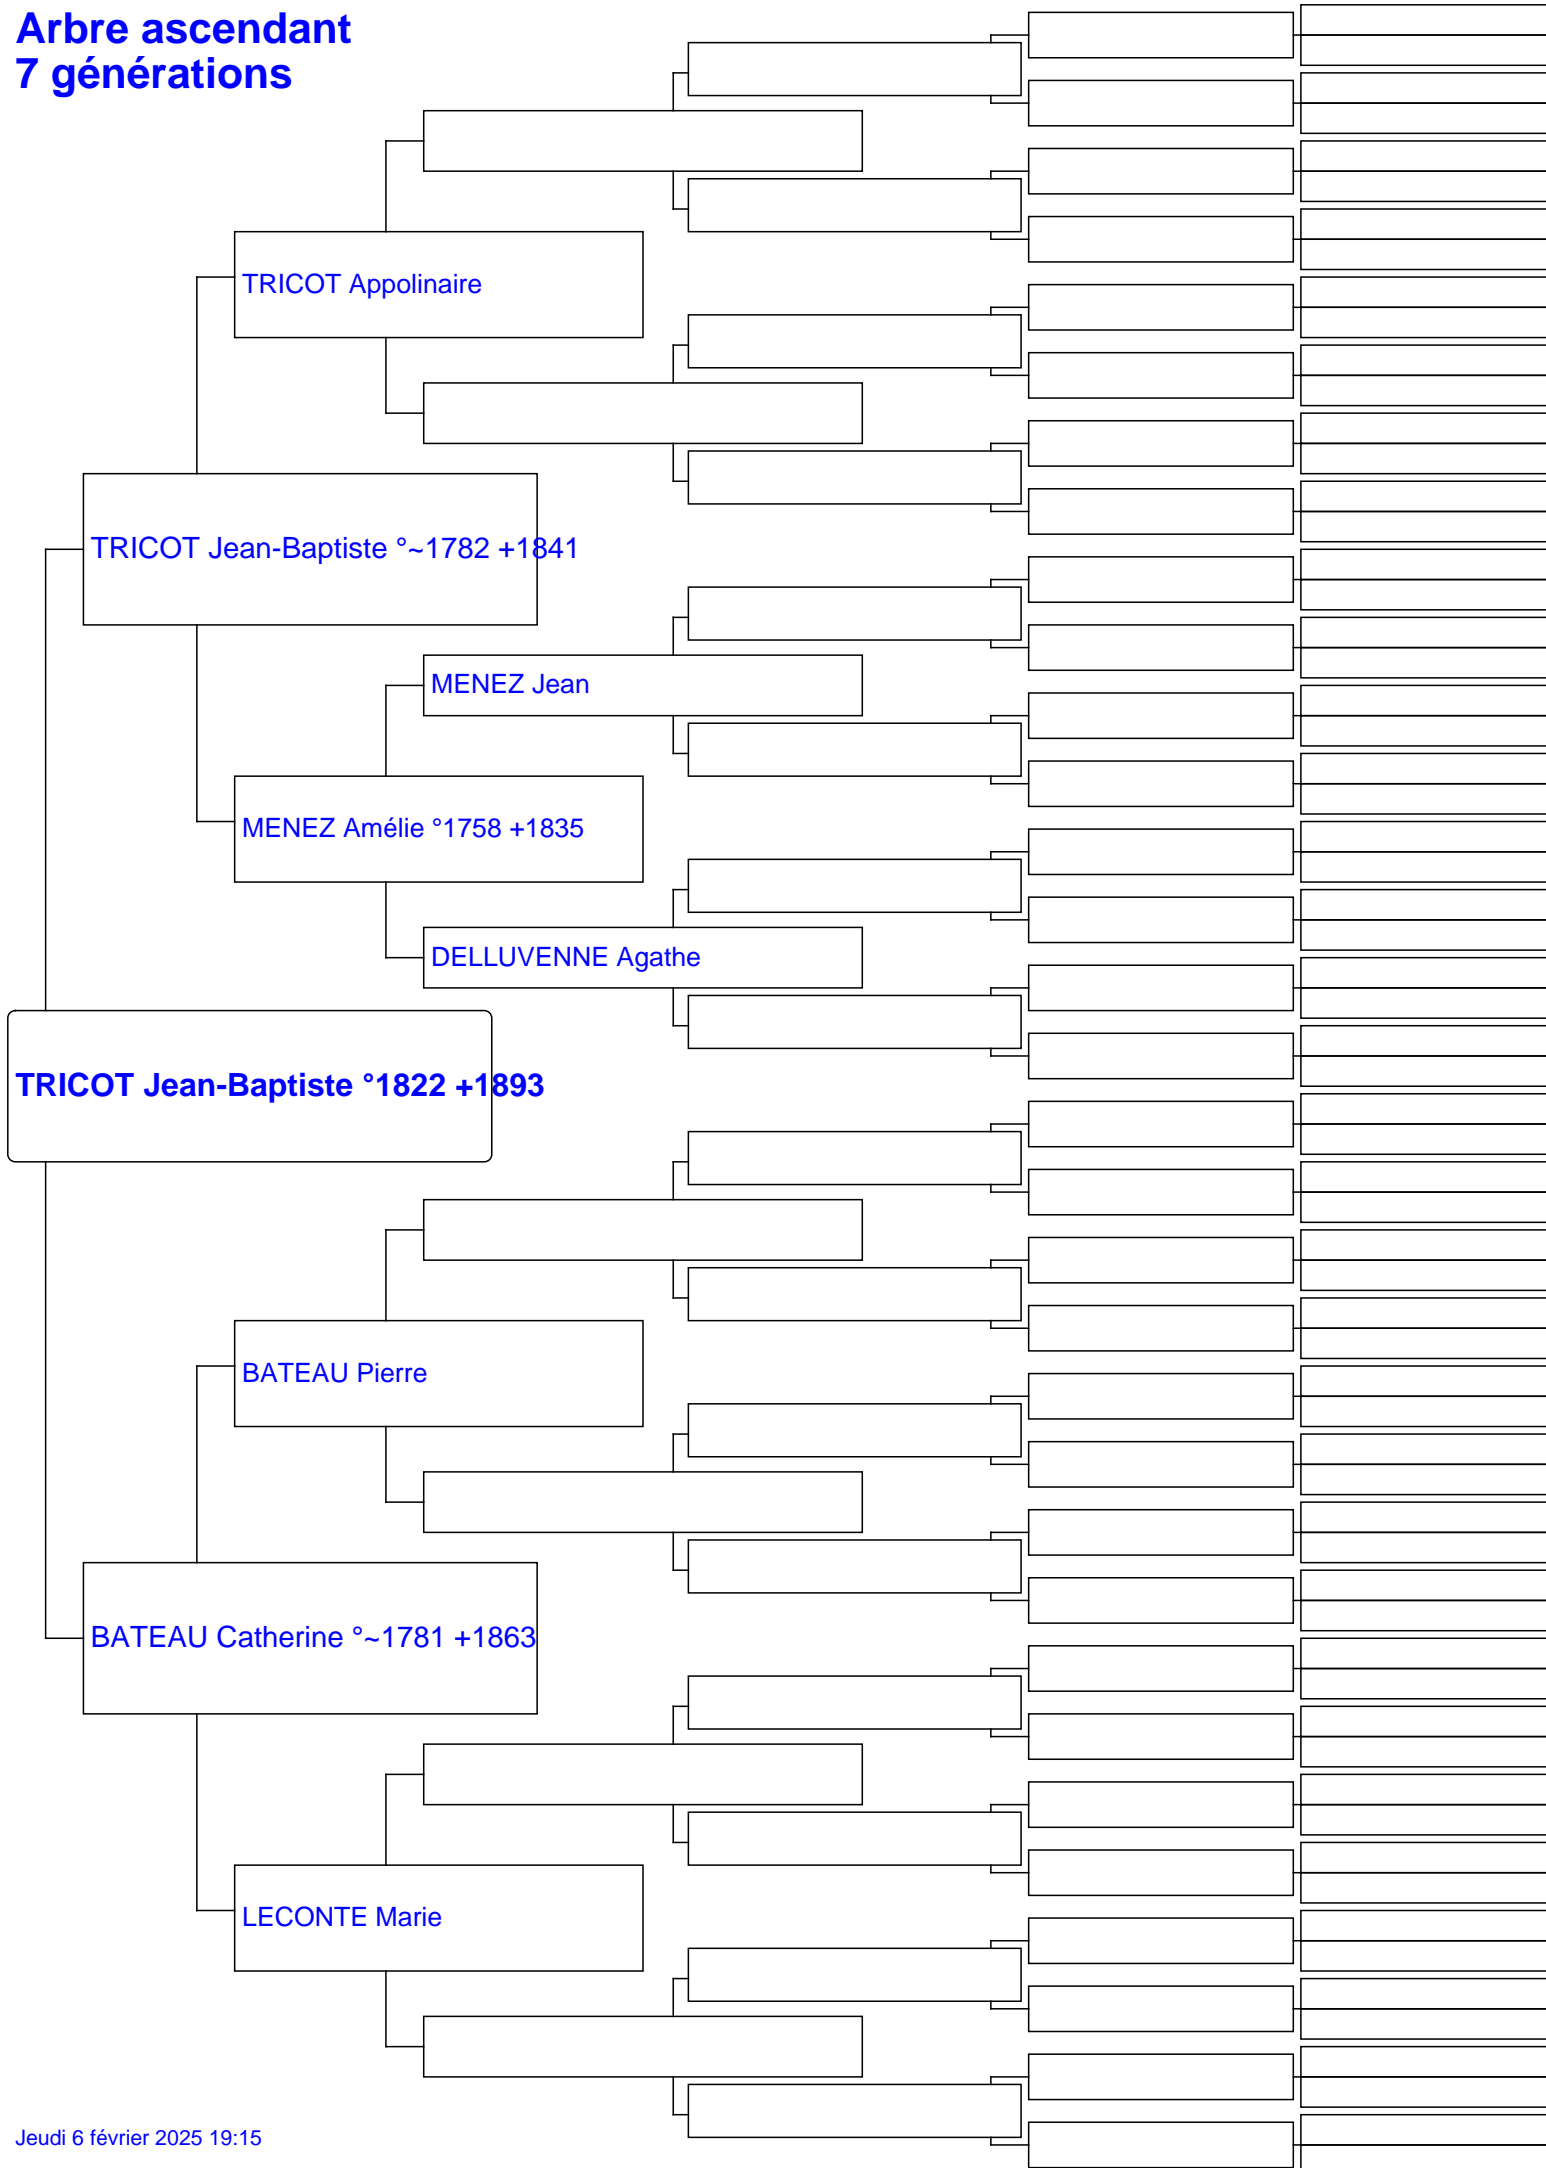 Arbre ascendant
7 générations
TRICOT Appolinaire
TRICOT Jean-Baptiste °~1782 +1841
MENEZ Jean
MENEZ Amélie °1758 +1835
DELLUVENNE Agathe
TRICOT Jean-Baptiste °1822 +1893
BATEAU Pierre
BATEAU Catherine °~1781 +1863
LECONTE Marie
Jeudi 6 février 2025 19:15